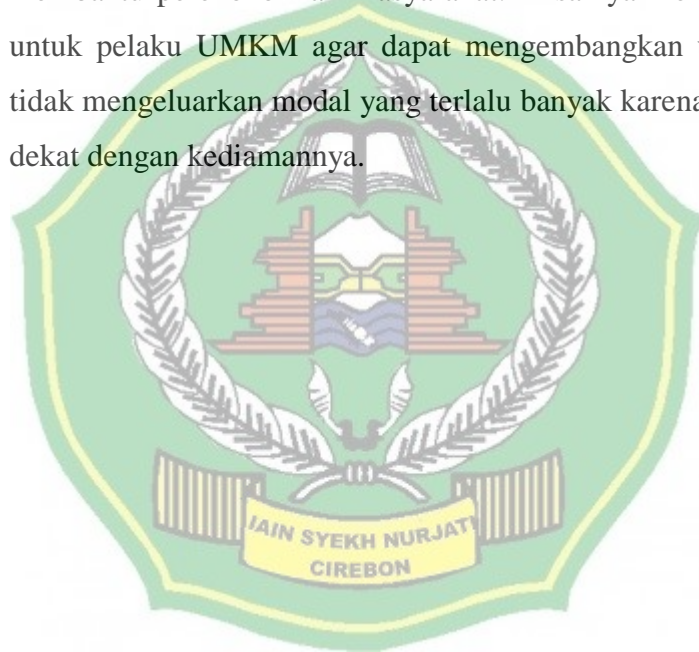 untuk pelaku UMKM agar dapat mengembangkan
tidak mengeluarkan modal yang terlalu banyak karena
dekat dengan kediamannya.
IAIN SYEKH NURJATI
CIREBON